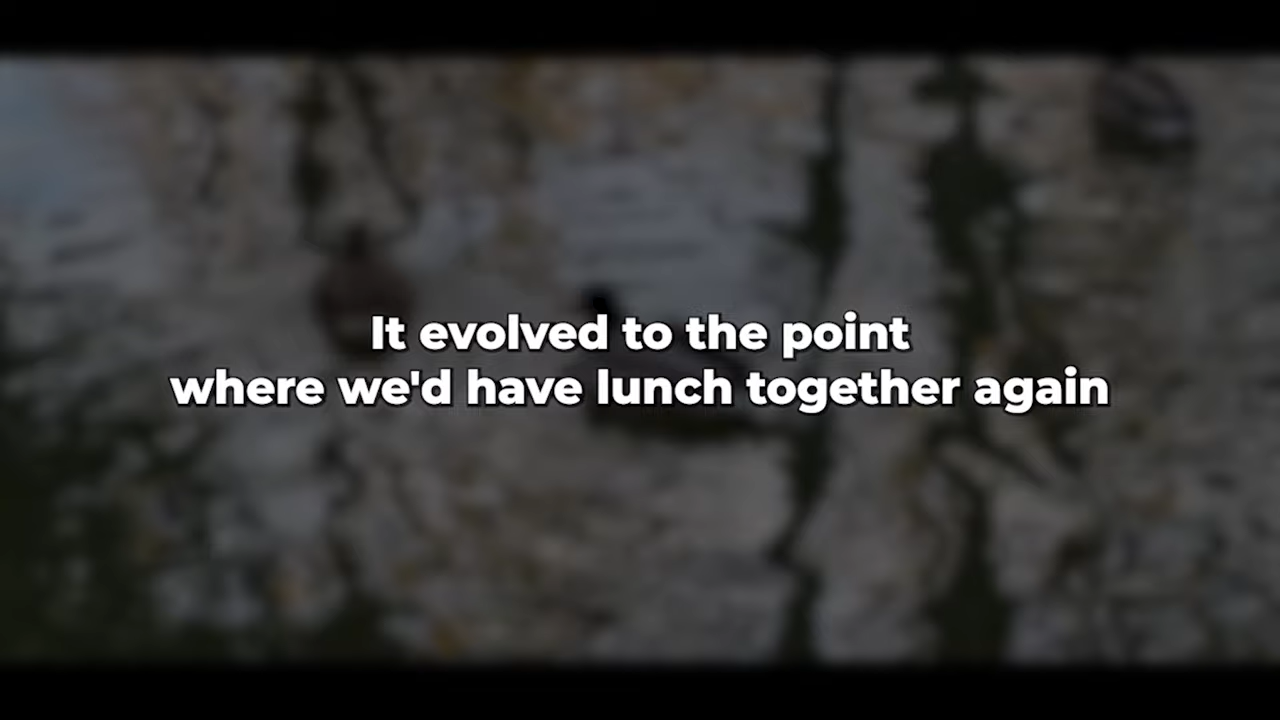 It evolved to the point
where we'd have lunch together again